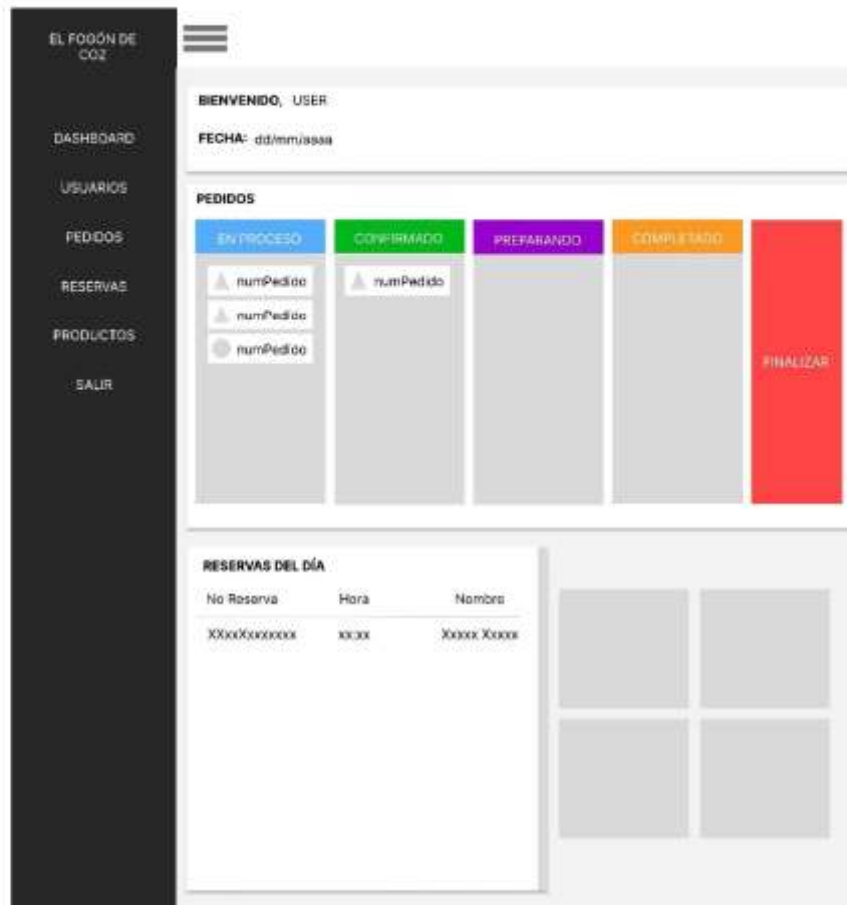 EL FOGÓN DE
COZ
DASHBOARD
USUARIOS
PEDIDOS
RESERVAS
PRODUCTOS
SALIR
BIENVENIDO, USER
FECHA: dd/mm/aaaa
PEDIDOS
EN PROCESO CONFIRMADO PREPARANDO COMPLETADO
numPedido numPedido
numPedido
numPedido
FINALIZAR
RESERVAS DEL DÍA
No Reserva Hora Nombre
XXxxXxxxxxxx xx:xx Xxxxx Xxxxx